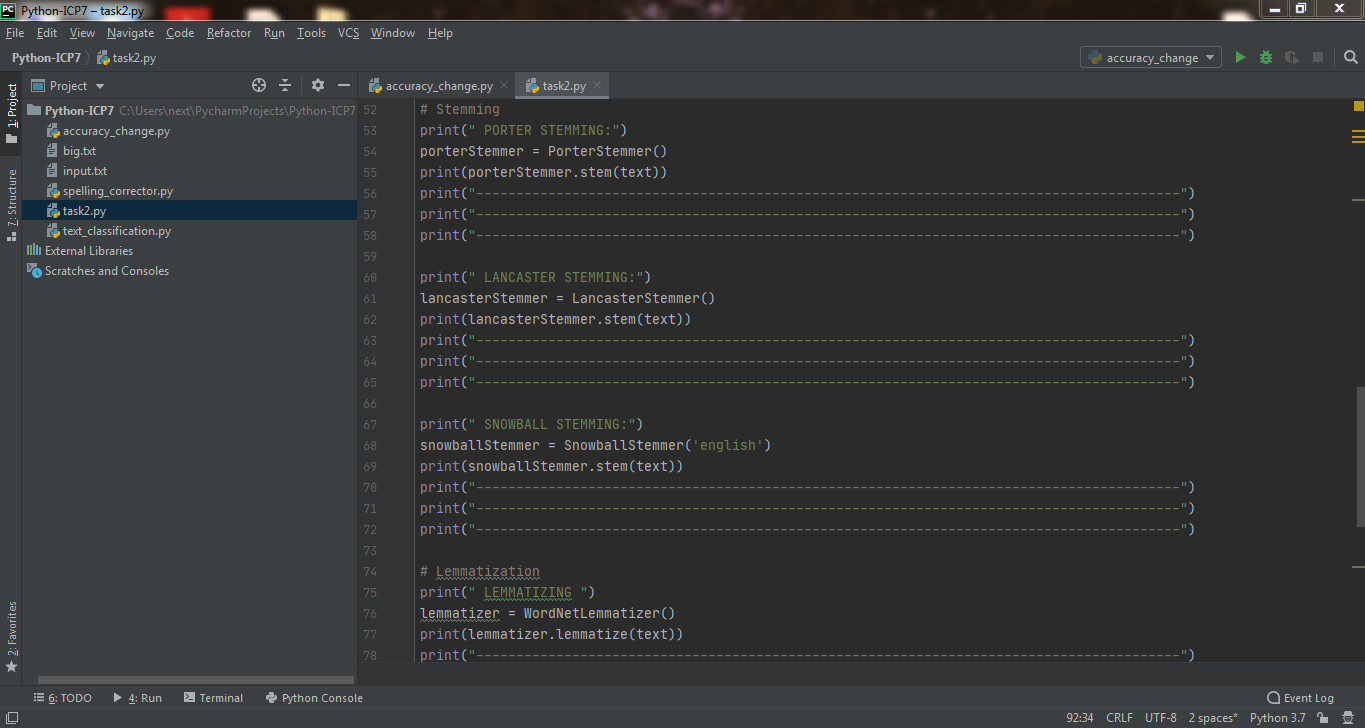 PC Python-ICP7 – task2.py
File Edit View Navigate Code Refactor Run Tools VCS Window Help
Python-ICP7 task2.py accuracy_change
1: Project
7: Structure
2: Favorites
Project
Python-ICP7 C:\Users\next\PycharmProjects\Python-ICP7
accuracy_change.py
big.txt
input.txt
spelling_corrector.py
task2.py
text_classification.py
External Libraries
Scratches and Consoles
accuracy_change.py task2.py
52 # Stemming
53 print(" PORTER STEMMING:")
54 porterStemmer = PorterStemmer()
55 print(porterStemmer.stem(text))
56 print("----------------------------------------------------------------------------------------")
57 print("----------------------------------------------------------------------------------------")
58 print("----------------------------------------------------------------------------------------")
59
60 print(" LANCASTER STEMMING:")
61 lancasterStemmer = LancasterStemmer()
62 print(lancasterStemmer.stem(text))
63 print("----------------------------------------------------------------------------------------")
64 print("----------------------------------------------------------------------------------------")
65 print("----------------------------------------------------------------------------------------")
66
67 print(" SNOWBALL STEMMING:")
68 snowballStemmer = SnowballStemmer('english')
69 print(snowballStemmer.stem(text))
70 print("----------------------------------------------------------------------------------------")
71 print("----------------------------------------------------------------------------------------")
72 print("----------------------------------------------------------------------------------------")
73
74 # Lemmatization
75 print(" LEMMATIZING ")
76 lemmatizer = WordNetLemmatizer()
77 print(lemmatizer.lemmatize(text))
78 print("----------------------------------------------------------------------------------------")
6: TODO 4: Run Terminal Python Console Event Log
92:34 CRLF UTF-8 2 spaces* Python 3.7